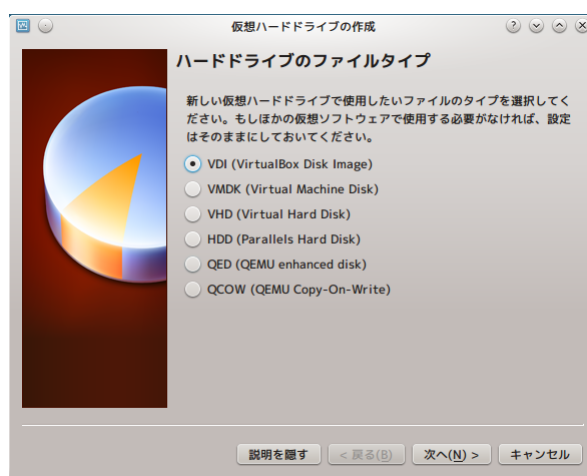 仮想ハードドライブの作成
ハードドライブのファイルタイプ
新しい仮想ハードドライブで使用したいファイルのタイプを選択してく
ださい。もしほかの仮想ソフトウェアで使用する必要がなければ、設定
はそのままにしておいてください。
VDI (VirtualBox Disk Image)
VMDK (Virtual Machine Disk)
VHD (Virtual Hard Disk)
HDD (Parallels Hard Disk)
QED (QEMU enhanced disk)
QCOW (QEMU Copy-On-Write)
説明を隠す < 戻る(B) 次へ(N) > キャンセル